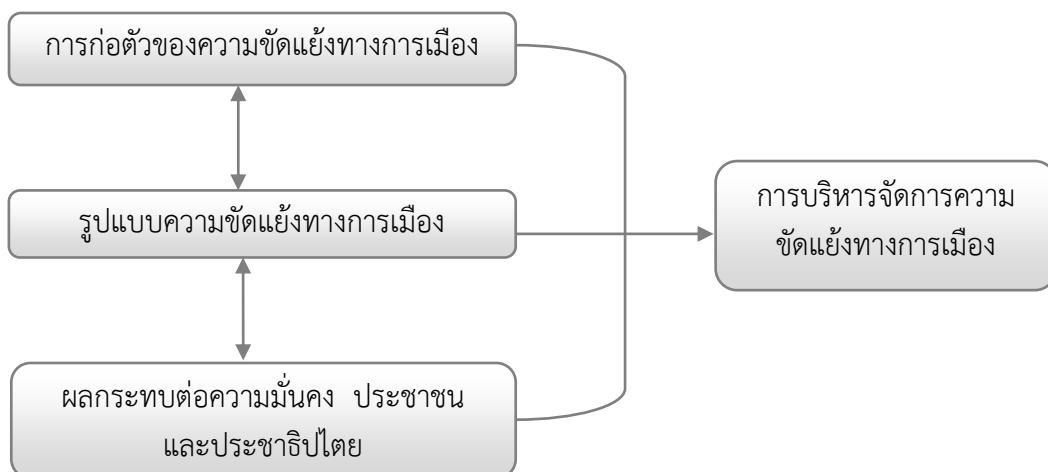 การก่อตัวของความขัดแย้งทางการเมือง
รูปแบบความขัดแย้งทางการเมือง
การบริหารจัดการความ
ขัดแย้งทางการเมือง
ผลกระทบต่อความมั่นคง ประชาชน
และประชาธิปไตย